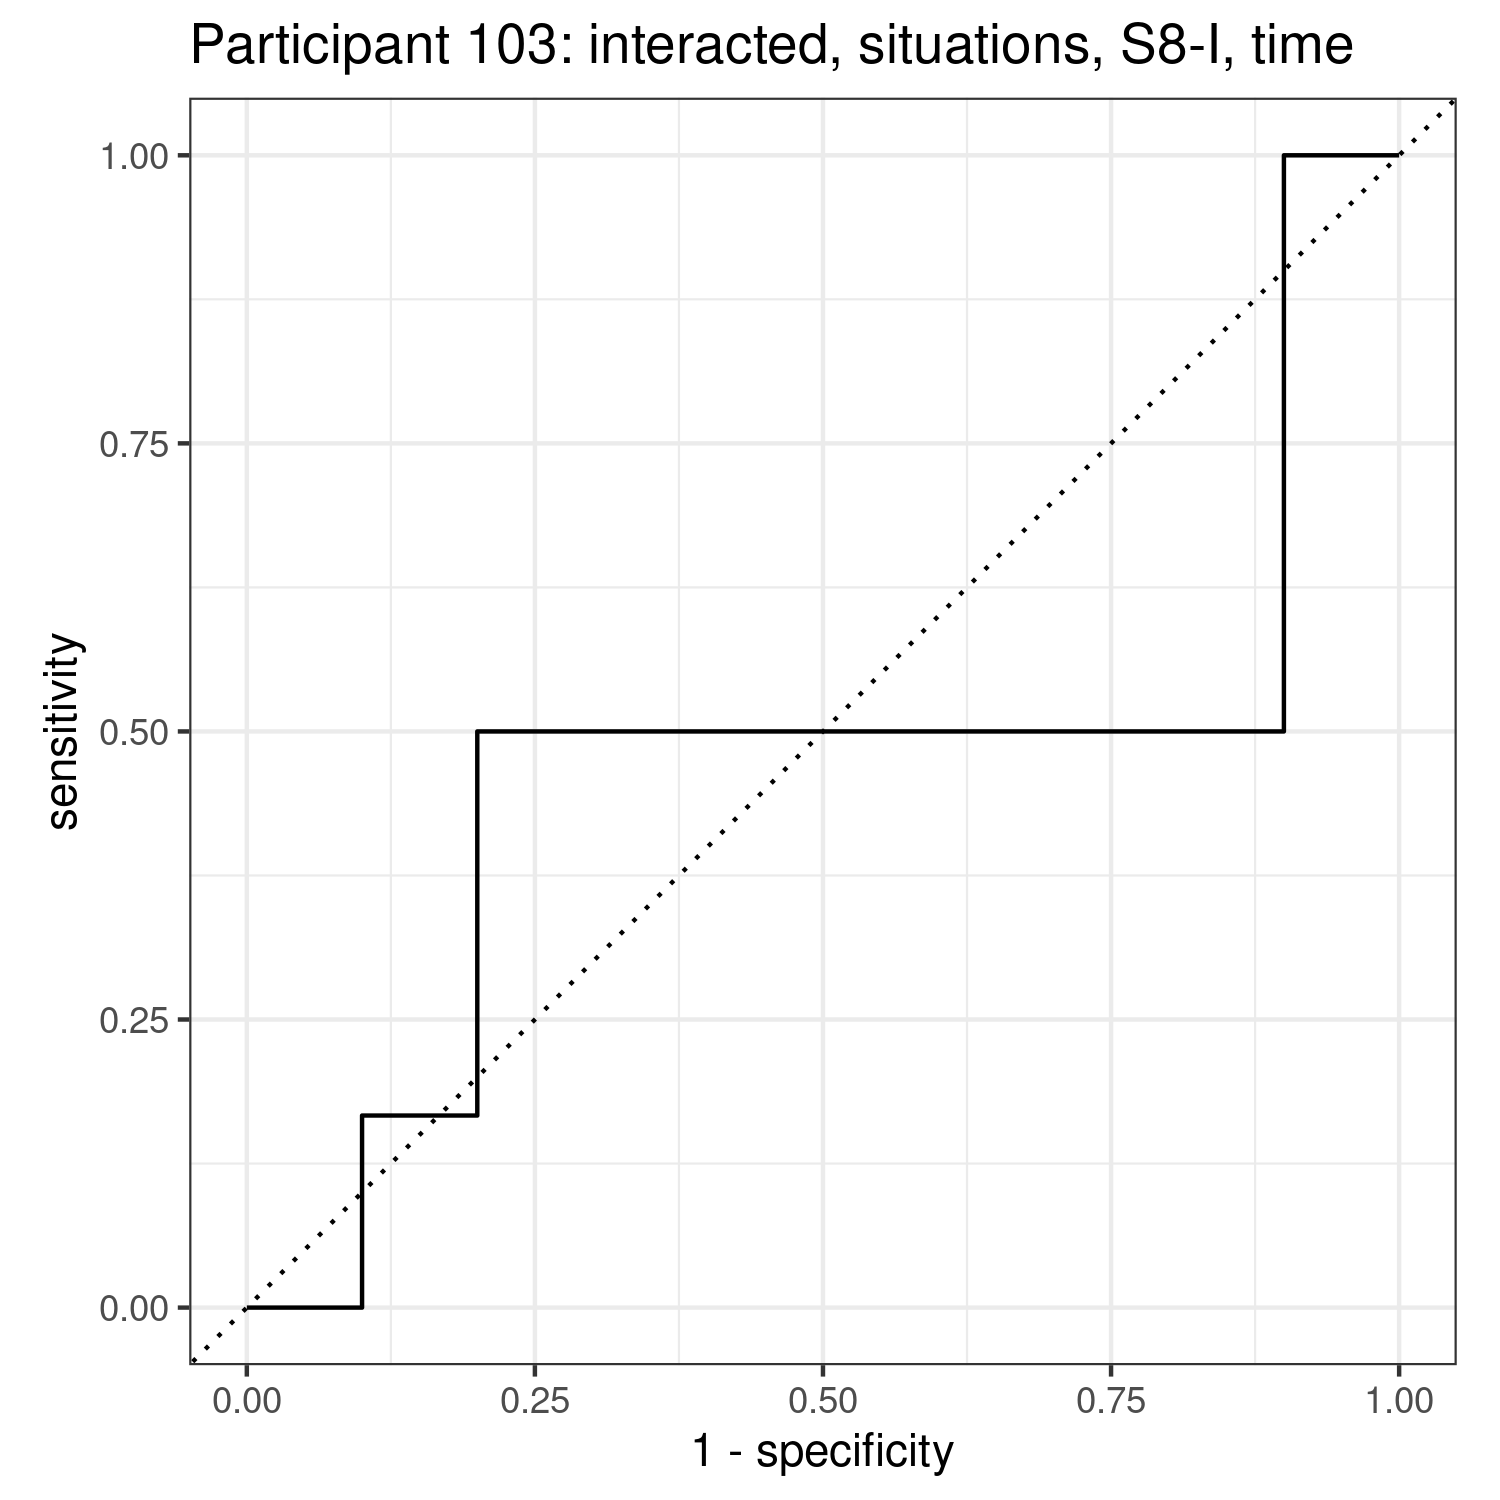 Participant 103: interacted, situations, S8-I, time
1.00
0.75
0.50
0.25
0.00
sensitivity
0.00 0.25 0.50 0.75 1.00
1 - specificity